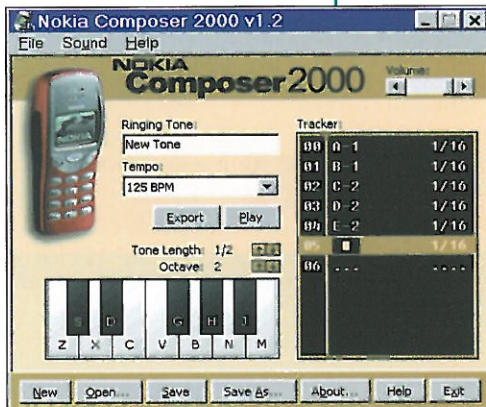 Nokia Composer 2000 v1.2
File Sound Help
NOKIA
Composer 2000
Volume:
Ringing Tone:
New Tone
Tempo:
125 BPM
Export Play
Tone Length: 1/2
Octave: 2
S D G H J
Z X C V B N M
Tracker:
00 A-1 1/16
01 B-1 1/16
02 C-2 1/16
03 D-2 1/16
04 E-2 1/16
05 1/16
06 ... ....
New Open... Save Save As... About... Help Exit